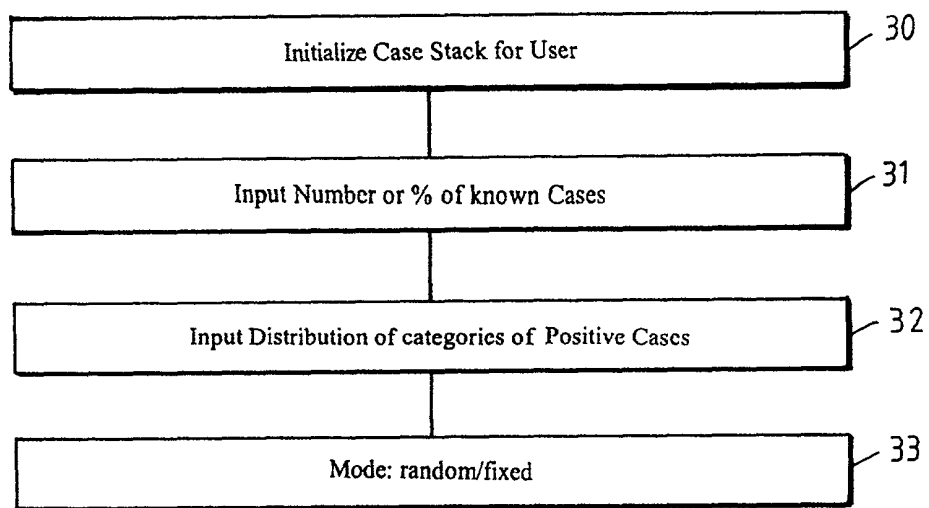 Initialize Case Stack for User
30
Input Number or % of known Cases
31
Input Distribution of categories of Positive Cases
32
Mode: random/fixed
33